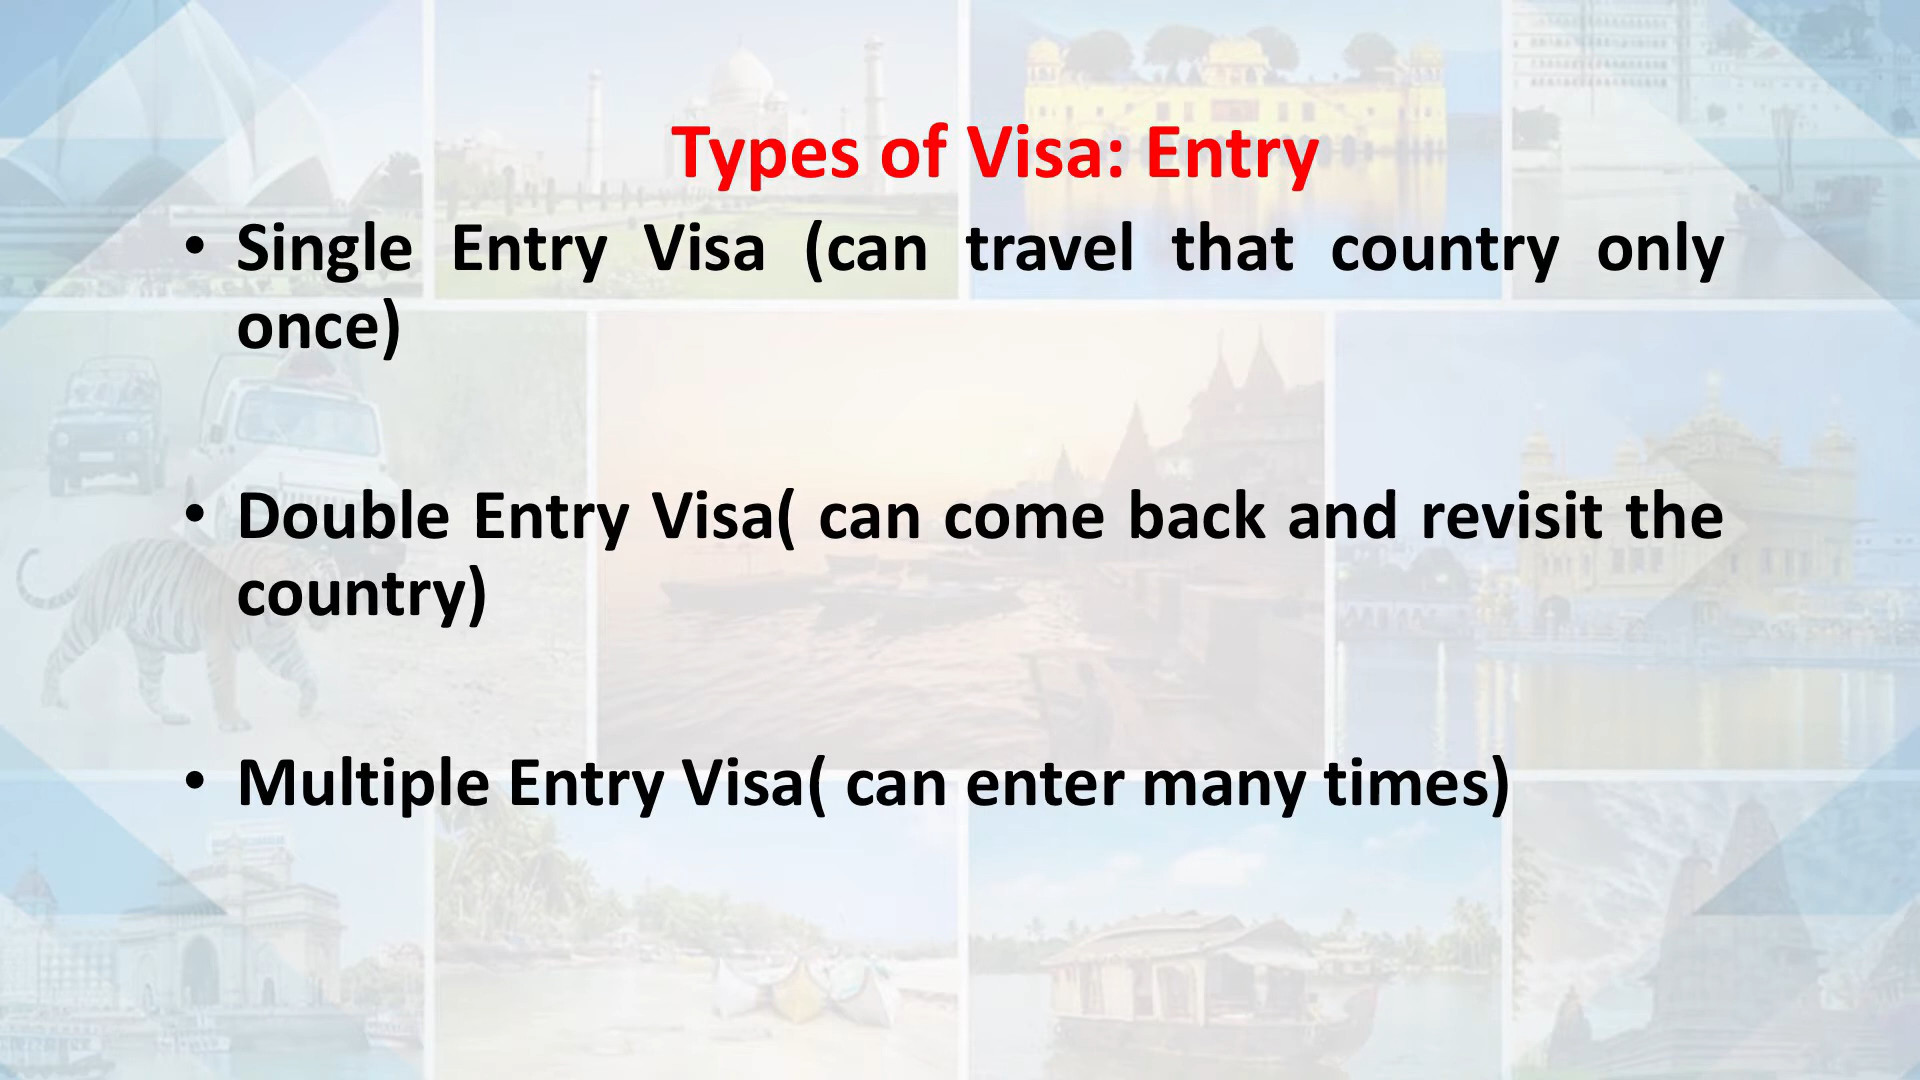 Types of Visa: Entry
• Single Entry Visa (can travel that country only
once)
• Double Entry Visa( can come back and revisit the
country)
• Multiple Entry Visa( can enter many times)